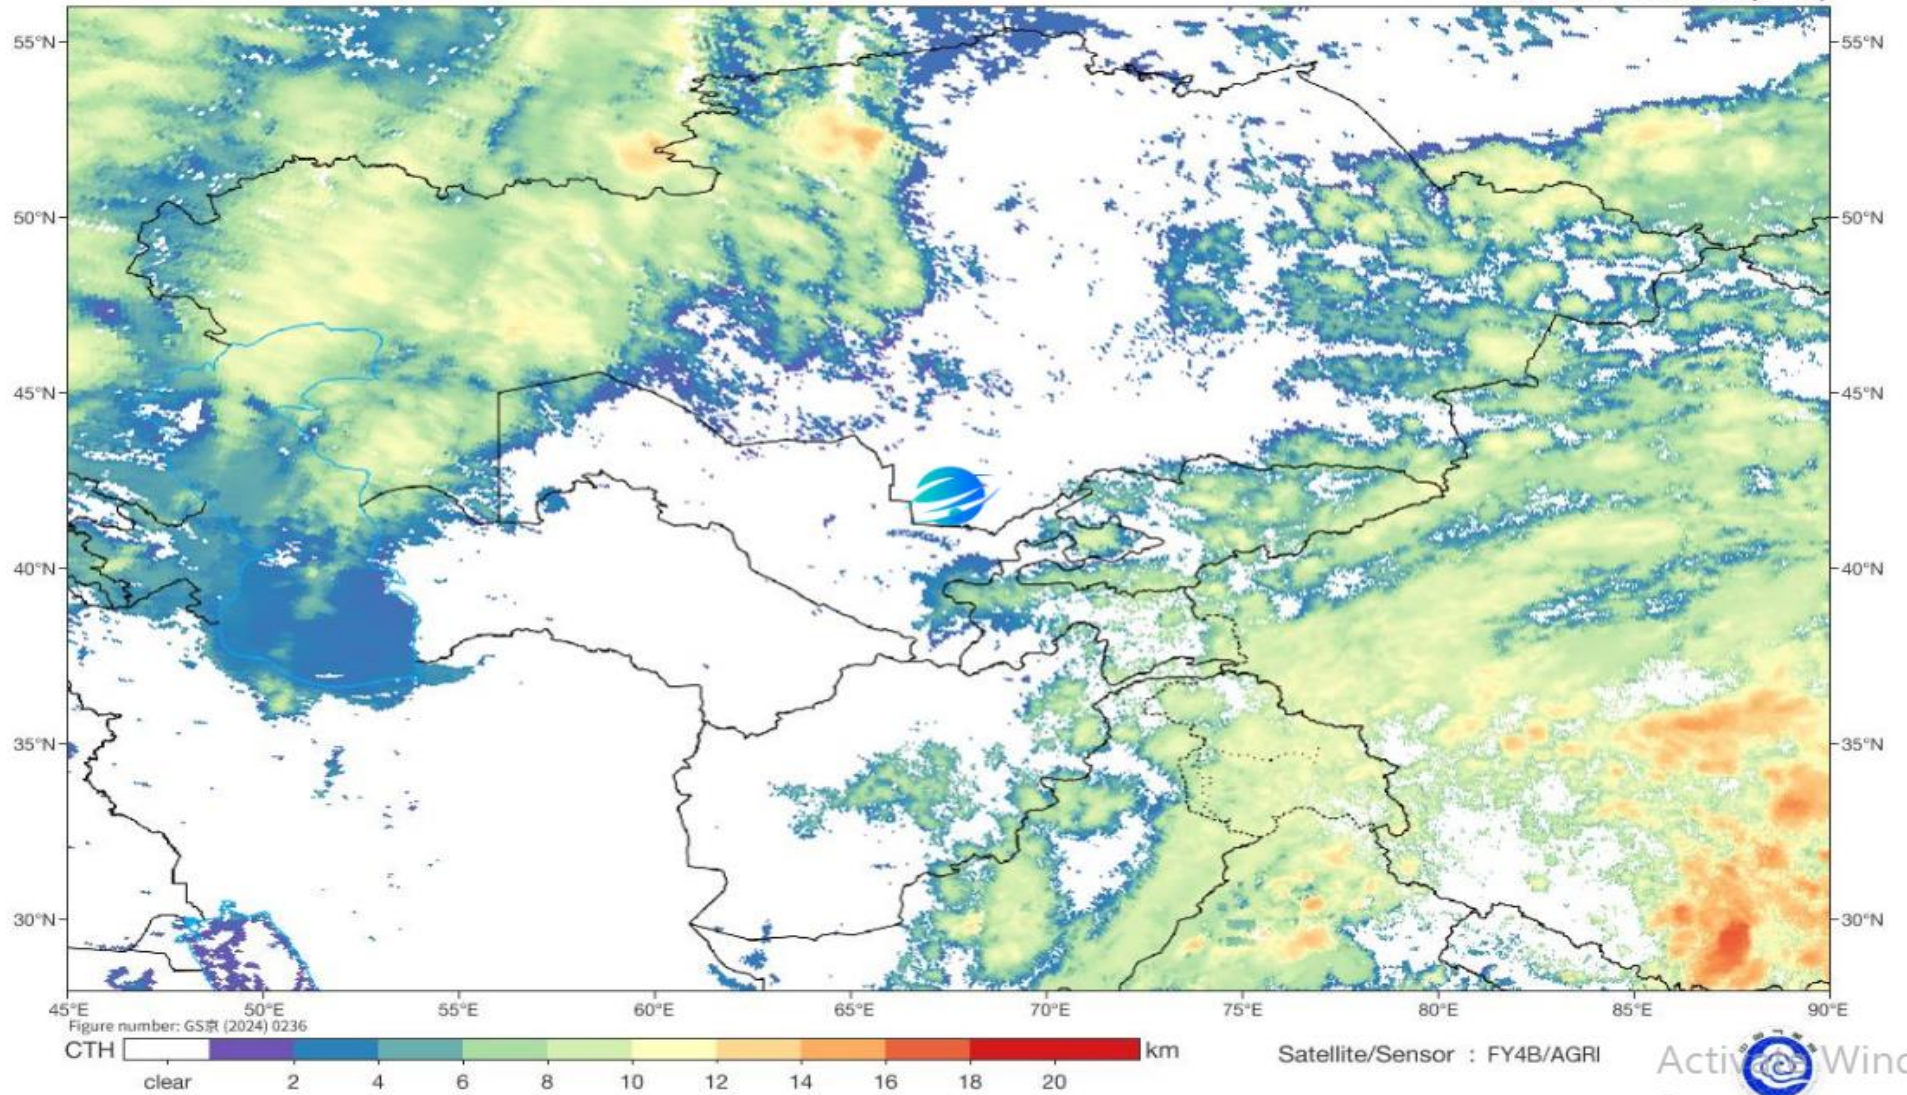 55°N 55°N
50°N 50°N
45°N 45°N
40°N 40°N
35°N 35°N
30°N 30°N
45°E 50°E 55°E 60°E 65°E 70°E 75°E 80°E 85°E 90°E
Figure number: GS京 (2024) 0236
CTH km
clear 2 4 6 8 10 12 14 16 18 20
Satellite/Sensor : FY4B/AGRI
Activate Wind